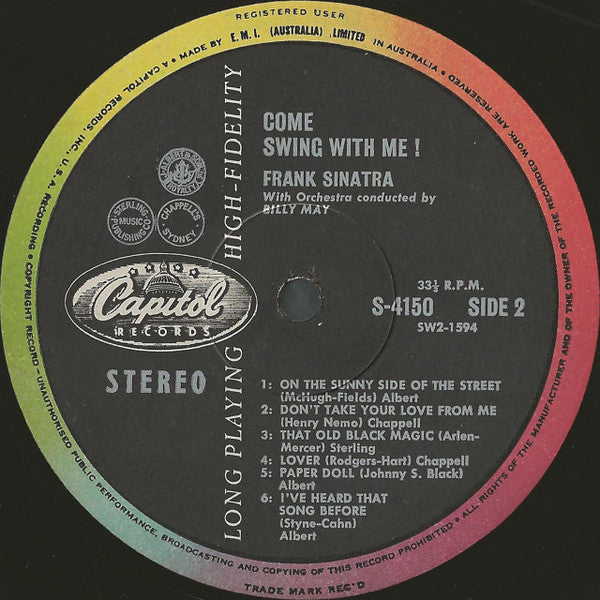 REGISTERED USER
MADE BY E.M.I. (AUSTRALIA) LIMITED IN AUSTRALIA.
ALL RIGHTS OF THE MANUFACTURER AND OF THE OWNER OF THE RECORDED WORK ARE RESERVED
A CAPITOL RECORDS, INC., U.S.A. RECORDING • COPYRIGHT RECORD—UNAUTHORISED PUBLIC PERFORMANCE, BROADCASTING AND COPYING OF THIS RECORD PROHIBITED
TRADE MARK REC'D
LONG PLAYING HIGH-FIDELITY
COME
SWING WITH ME !
FRANK SINATRA
With Orchestra conducted by
BILLY MAY
ALBERT & SON
ROYALTY
STERLING
MUSIC
PUBLISHING CO
CHAPPELL'S
SYDNEY
Capitol
RECORDS
STEREO
33⅓ R.P.M.
S-4150 SIDE 2
SW2-1594
1: ON THE SUNNY SIDE OF THE STREET
(McHugh-Fields) Albert
2: DON'T TAKE YOUR LOVE FROM ME
(Henry Nemo) Chappell
3: THAT OLD BLACK MAGIC (Arlen-
Mercer) Sterling
4: LOVER (Rodgers-Hart) Chappell
5: PAPER DOLL (Johnny S. Black)
Albert
6: I'VE HEARD THAT
SONG BEFORE
(Styne-Cahn)
Albert